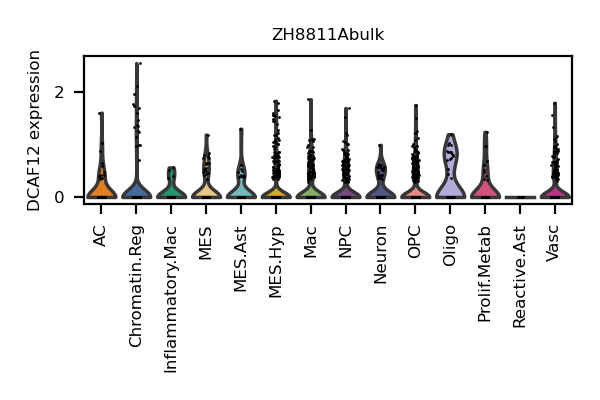 ZH8811Abulk
DCAF12 expression
2
0
AC
Chromatin.Reg
Inflammatory.Mac
MES
MES.Ast
MES.Hyp
Mac
NPC
Neuron
OPC
Oligo
Prolif.Metab
Reactive.Ast
Vasc